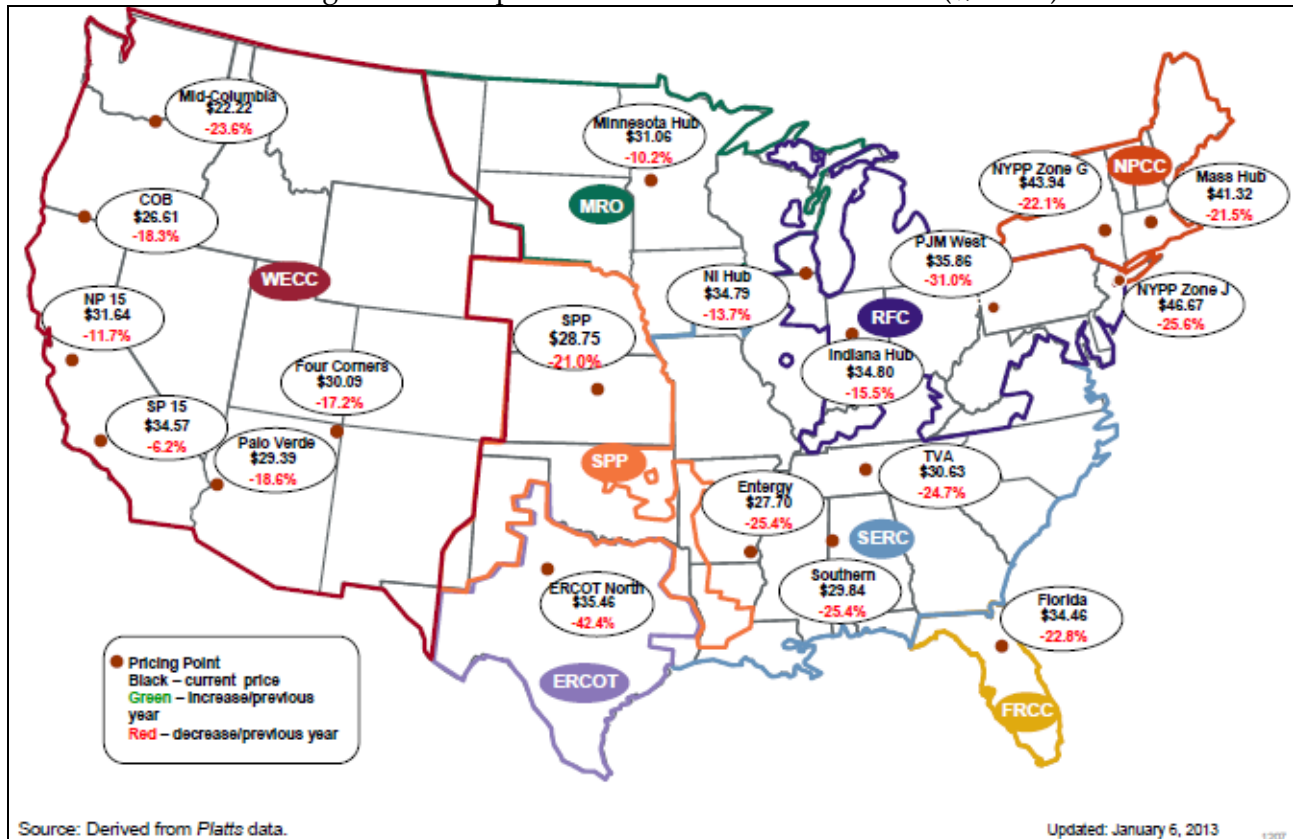 Mid-Columbia
$22.22
-23.6%
Minnesota Hub
$31.06
-10.2%
NYPP Zone G
$43.94
-22.1%
NPCC
Mass Hub
$41.32
-21.5%
COB
$26.61
-18.3%
MRO
PJM West
$35.86
-31.0%
WECC
NI Hub
$34.79
-13.7%
NYPP Zone J
$46.67
-25.6%
NP 15
$31.64
-11.7%
SPP
$28.75
-21.0%
RFC
Four Corners
$30.09
-17.2%
Indiana Hub
$34.80
-15.5%
SP 15
$34.57
-6.2%
Palo Verde
$29.39
-18.6%
SPP
TVA
$30.63
-24.7%
Entergy
$27.70
-25.4%
SERC
ERCOT North
$35.46
-42.4%
Southern
$29.84
-25.4%
Florida
$34.46
-22.8%
ERCOT
FRCC
Pricing Point
Black – current price
Green – increase/previous
year
Red – decrease/previous year
Source: Derived from Platts data.
Updated: January 6, 2013